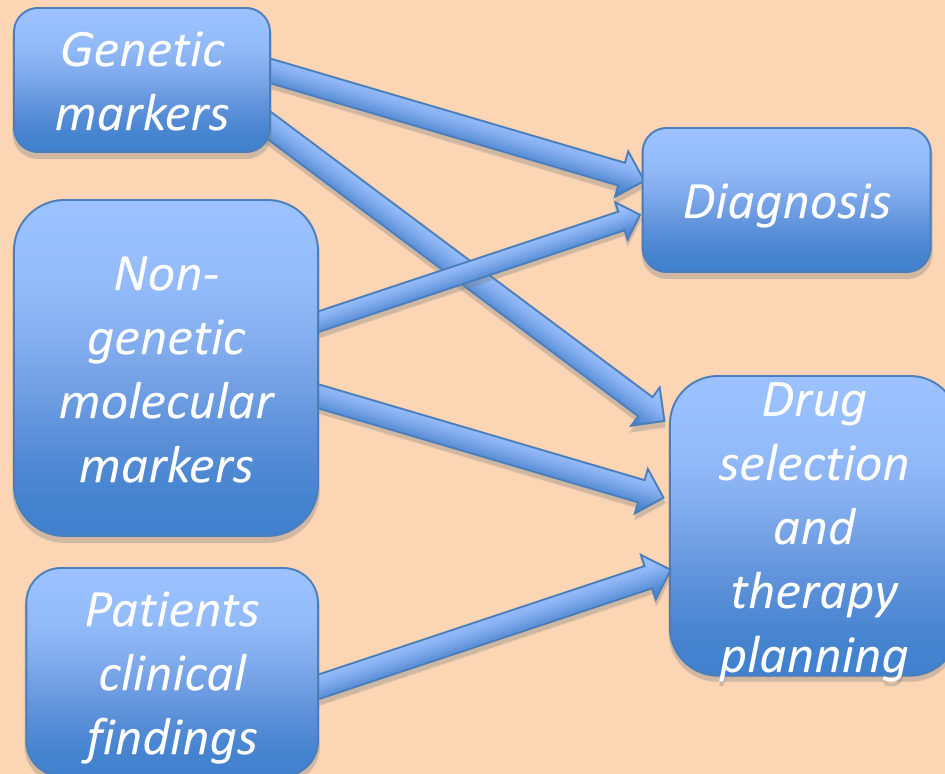 Genetic
markers
Non-
genetic
molecular
markers
Patients
clinical
findings
Diagnosis
Drug
selection
and
therapy
planning